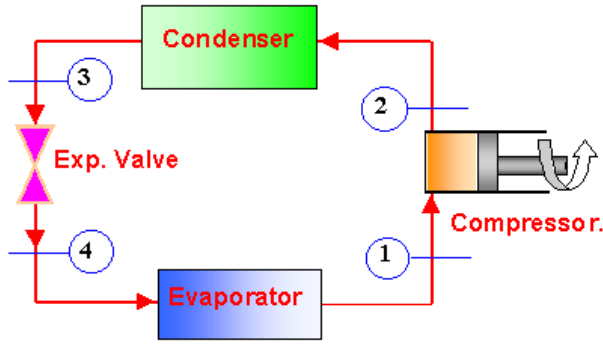 Condenser
3
2
Exp. Valve
Compressor.
4
1
Evaporator